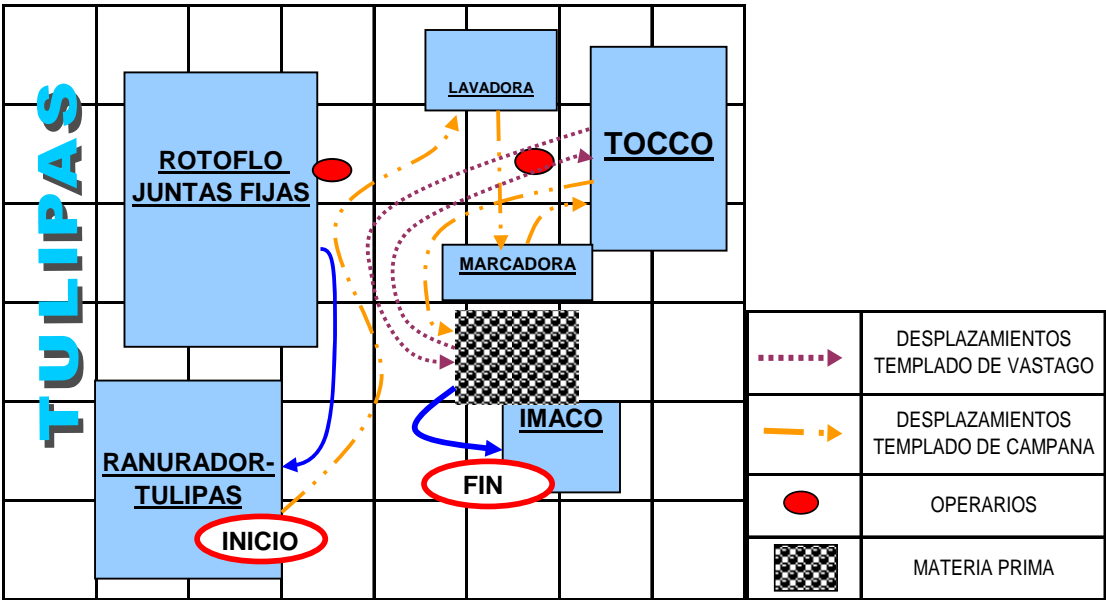 TULIPAS
ROTOFLO
JUNTAS FIJAS
LAVADORA
TOCCO
MARCADORA
IMACO
RANURADOR-
TULIPAS
INICIO
FIN
DESPLAZAMIENTOS
TEMPLADO DE VASTAGO
DESPLAZAMIENTOS
TEMPLADO DE CAMPANA
OPERARIOS
MATERIA PRIMA